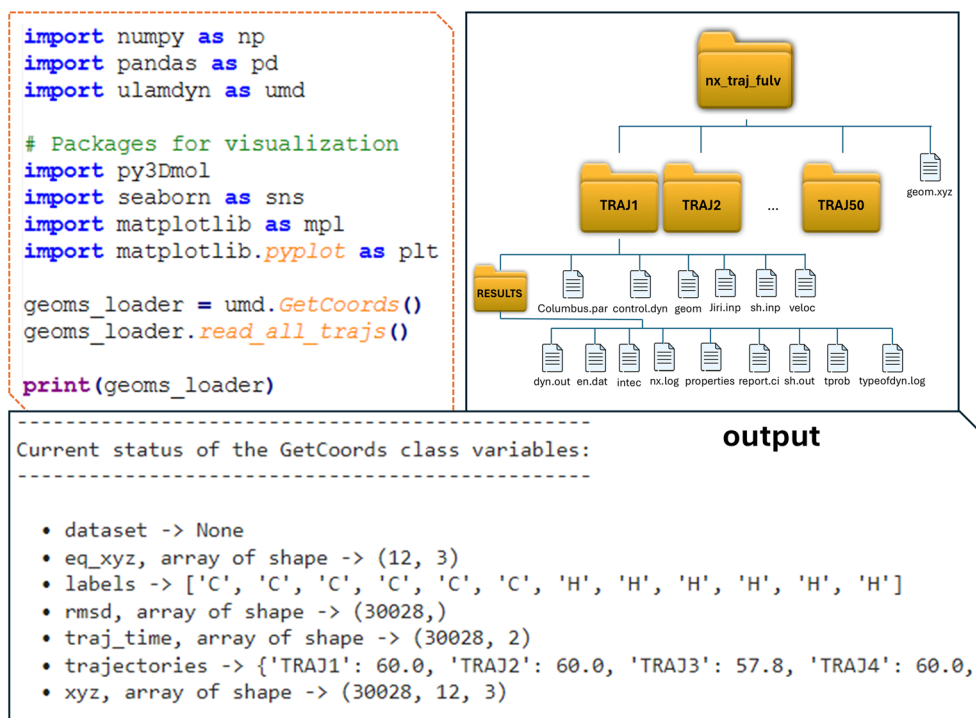 import numpy as np
import pandas as pd
import ulamdyn as umd
# Packages for visualization
import py3Dmol
import seaborn as sns
import matplotlib as mpl
import matplotlib.pyplot as plt
geoms_loader = umd.GetCoords()
geoms_loader.read_all_trajs()
print(geoms_loader)
nx_traj_fulv
TRAJ1 TRAJ2 ... TRAJ50 geom.xyz
RESULTS Columbus.par control.dyn geom Jiri.inp sh.inp veloc
dyn.out en.dat intec nx.log properties report.ci sh.out tprob typeofdyn.log
output
------------------------------------------------
Current status of the GetCoords class variables:
------------------------------------------------
• dataset -> None
• eq_xyz, array of shape -> (12, 3)
• labels -> ['C', 'C', 'C', 'C', 'C', 'C', 'H', 'H', 'H', 'H', 'H', 'H']
• rmsd, array of shape -> (30028,)
• traj_time, array of shape -> (30028, 2)
• trajectories -> {'TRAJ1': 60.0, 'TRAJ2': 60.0, 'TRAJ3': 57.8, 'TRAJ4': 60.0,
• xyz, array of shape -> (30028, 12, 3)